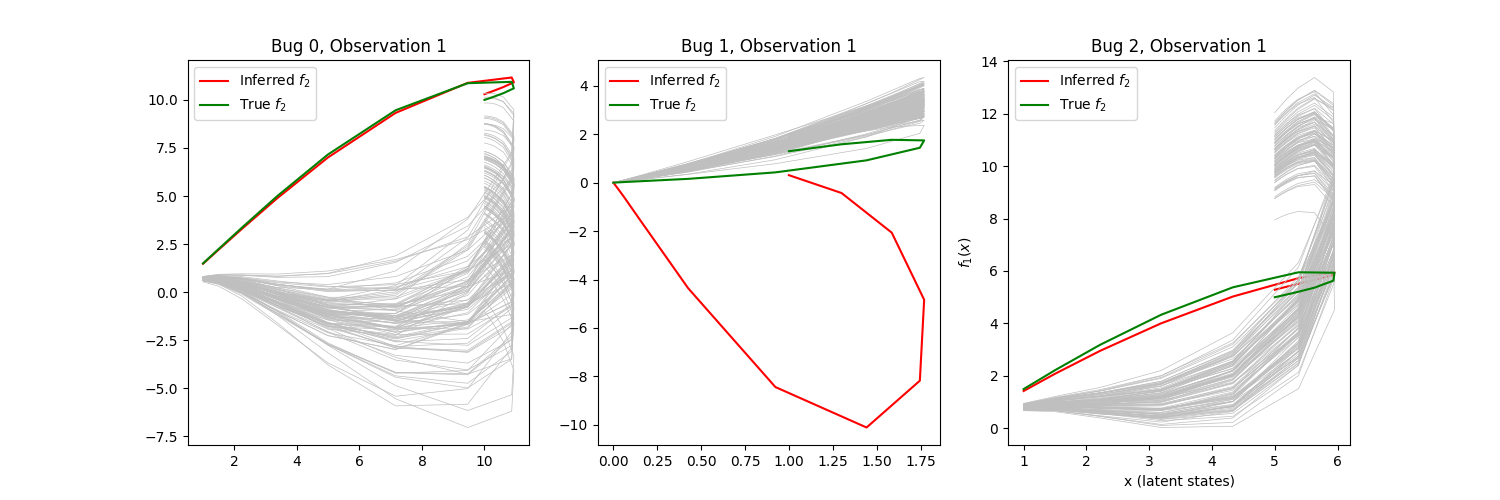 Bug 0, Observation 1
Inferred f₂
True f₂
10.0
7.5
5.0
2.5
0.0
−2.5
−5.0
−7.5
2 4 6 8 10
Bug 1, Observation 1
Inferred f₂
True f₂
4
2
0
−2
−4
−6
−8
−10
0.00 0.25 0.50 0.75 1.00 1.25 1.50 1.75
Bug 2, Observation 1
Inferred f₂
True f₂
f₁(x)
14
12
10
8
6
4
2
0
1 2 3 4 5 6
x (latent states)